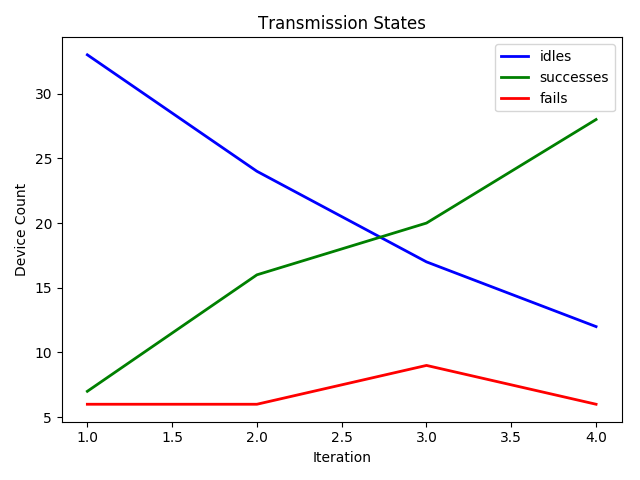 Transmission States
idles
successes
fails
Device Count
30
25
20
15
10
5
1.0 1.5 2.0 2.5 3.0 3.5 4.0
Iteration